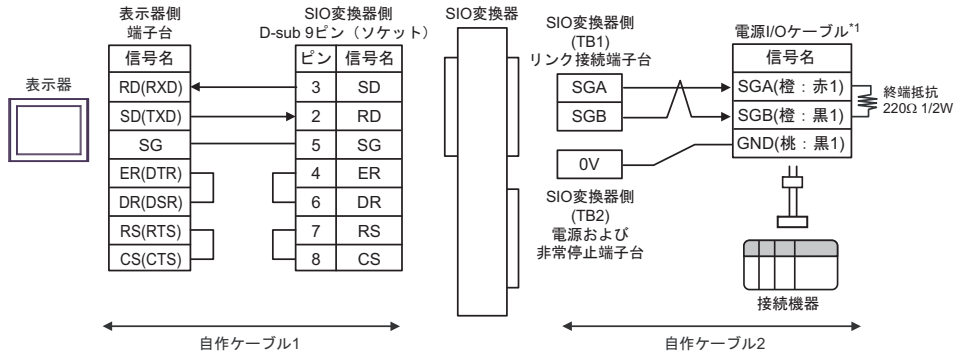 表示器
表示器側
端子台
信号名
RD(RXD)
SD(TXD)
SG
ER(DTR)
DR(DSR)
RS(RTS)
CS(CTS)
SIO変換器側
D-sub 9ピン（ソケット）
ピン 信号名
3 SD
2 RD
5 SG
4 ER
6 DR
7 RS
8 CS
自作ケーブル1
SIO変換器
SIO変換器側
(TB1)
リンク接続端子台
SGA
SGB
0V
SIO変換器側
(TB2)
電源および
非常停止端子台
電源I/Oケーブル*1
信号名
SGA(橙：赤1)
SGB(橙：黒1)
GND(桃：黒1)
終端抵抗
220Ω 1/2W
接続機器
自作ケーブル2